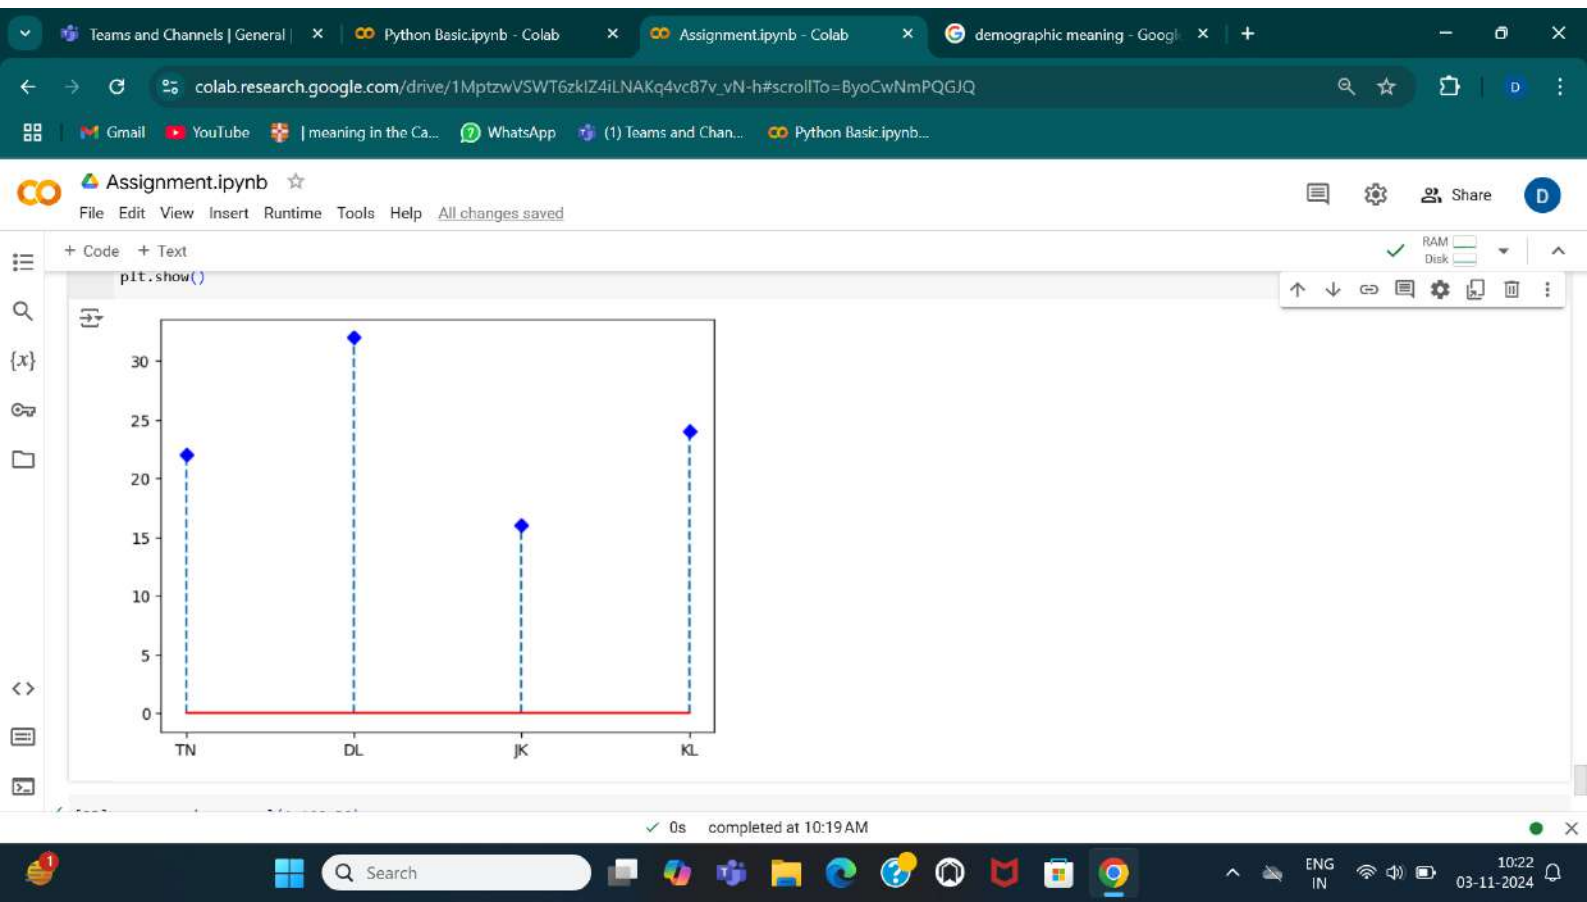 Teams and Channels | General |
Python Basic.ipynb - Colab
Assignment.ipynb - Colab
demographic meaning - Googl
colab.research.google.com/drive/1MptzwVSWT6zkIZ4iLNAKq4vc87v_vN-h#scrollTo=ByoCwNmPQGJQ
D
Gmail
YouTube
| meaning in the Ca...
WhatsApp
(1) Teams and Chan...
Python Basic.ipynb...
Assignment.ipynb
Share
D
File Edit View Insert Runtime Tools Help All changes saved
+ Code + Text
RAM
Disk
plt.show()
{x}
30
25
20
15
10
5
0
TN DL JK KL
0s completed at 10:19 AM
1
Search
ENG
IN
10:22
03-11-2024